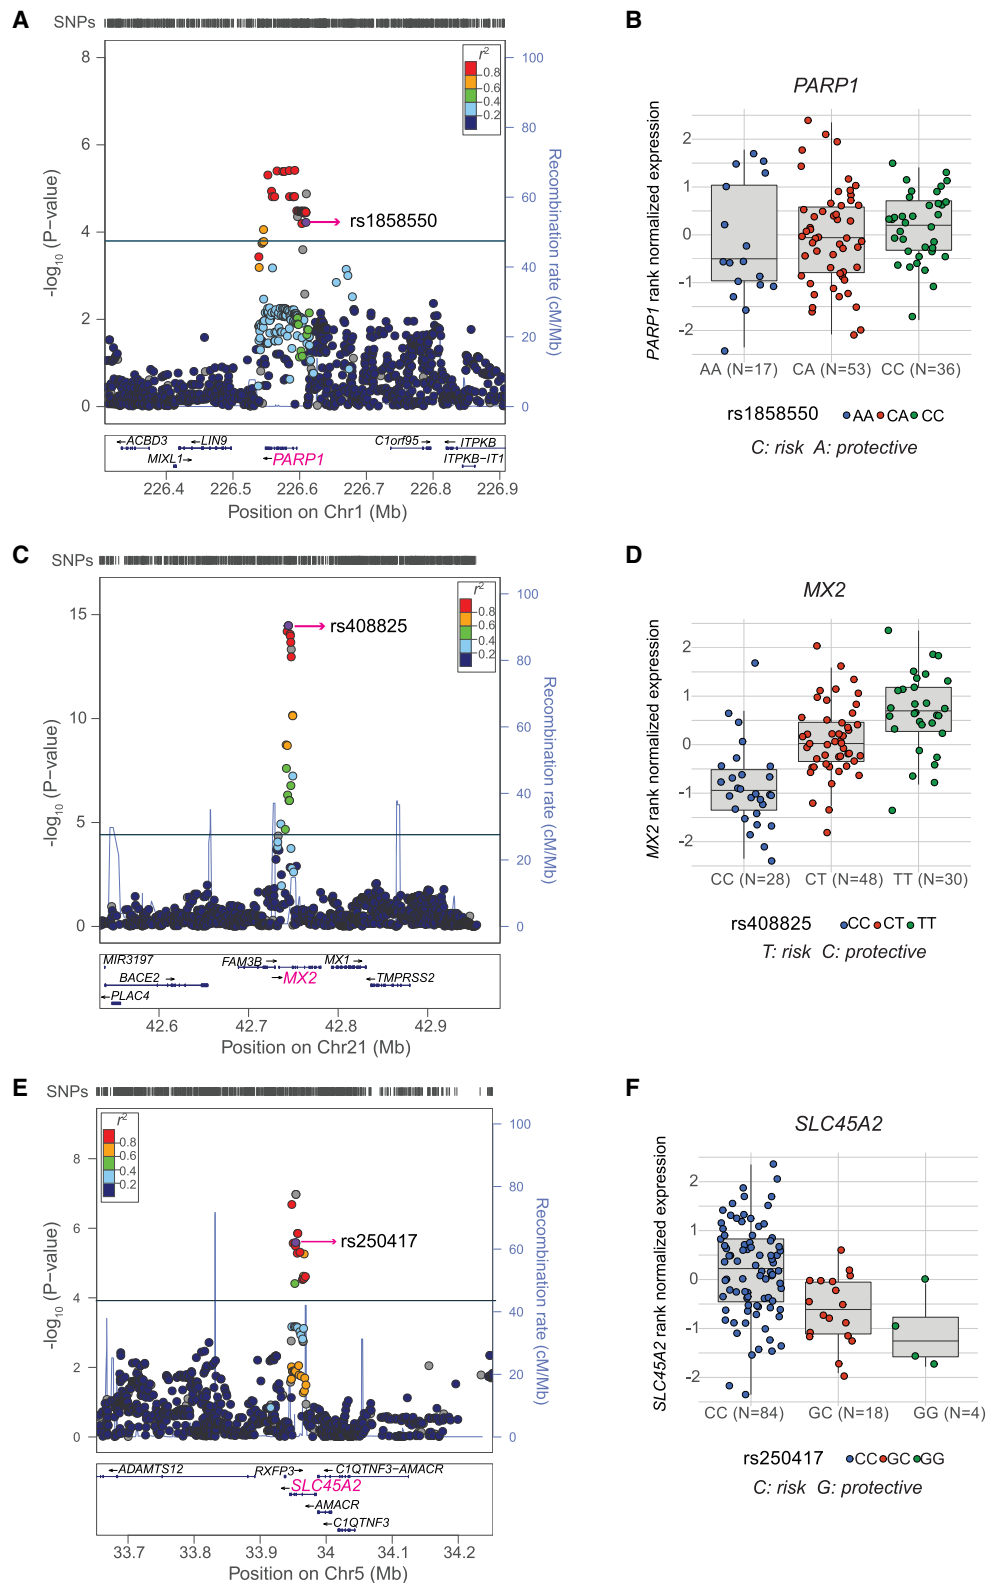 A
SNPs
8
6
4
2
0
-log10 (P−value)
r2
0.8
0.6
0.4
0.2
100
80
60
40
20
0
Recombination rate (cM/Mb)
rs1858550
ACBD3
LIN9
MIXL1
PARP1
C1orf95
ITPKB
ITPKB−IT1
226.4 226.5 226.6 226.7 226.8 226.9
Position on Chr1 (Mb)
B
PARP1
PARP1 rank normalized expression
2
1
0
-1
-2
AA (N=17) CA (N=53) CC (N=36)
rs1858550 AA CA CC
C: risk A: protective
C
SNPs
15
10
5
0
-log10 (P−value)
r2
0.8
0.6
0.4
0.2
100
80
60
40
20
0
Recombination rate (cM/Mb)
rs408825
MIR3197
FAM3B
MX1
BACE2
MX2
TMPRSS2
PLAC4
42.6 42.7 42.8 42.9
Position on Chr21 (Mb)
D
MX2
MX2 rank normalized expression
2
1
0
-1
-2
CC (N=28) CT (N=48) TT (N=30)
rs408825 CC CT TT
T: risk C: protective
E
SNPs
8
6
4
2
0
-log10 (P−value)
r2
0.8
0.6
0.4
0.2
100
80
60
40
20
0
Recombination rate (cM/Mb)
rs250417
ADAMTS12
RXFP3
C1QTNF3−AMACR
SLC45A2
AMACR
C1QTNF3
33.7 33.8 33.9 34 34.1 34.2
Position on Chr5 (Mb)
F
SLC45A2
SLC45A2 rank normalized expression
2
1
0
-1
-2
CC (N=84) GC (N=18) GG (N=4)
rs250417 CC GC GG
C: risk G: protective